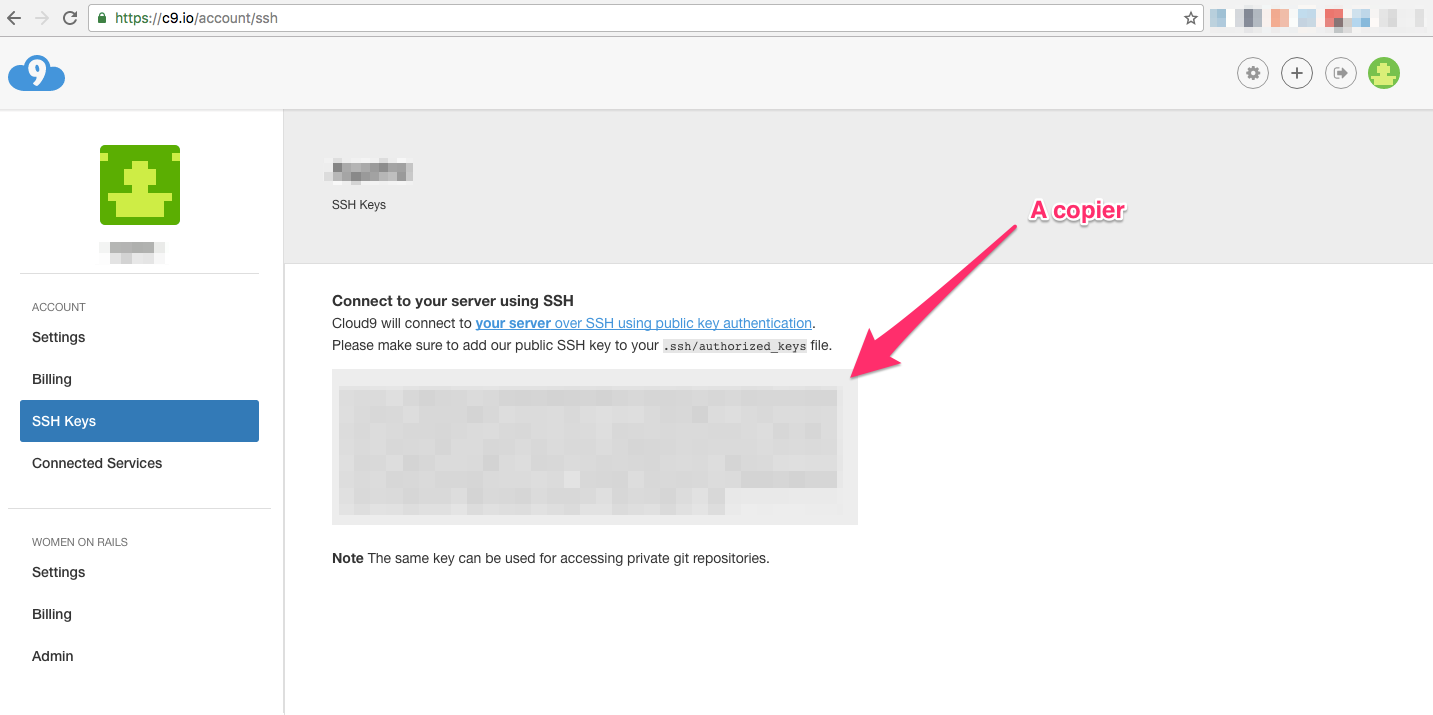 https://c9.io/account/ssh
9
SSH Keys
A copier
ACCOUNT
Settings
Billing
SSH Keys
Connected Services
WOMEN ON RAILS
Settings
Billing
Admin
Connect to your server using SSH
Cloud9 will connect to your server over SSH using public key authentication.
Please make sure to add our public SSH key to your .ssh/authorized_keys file.
Note The same key can be used for accessing private git repositories.